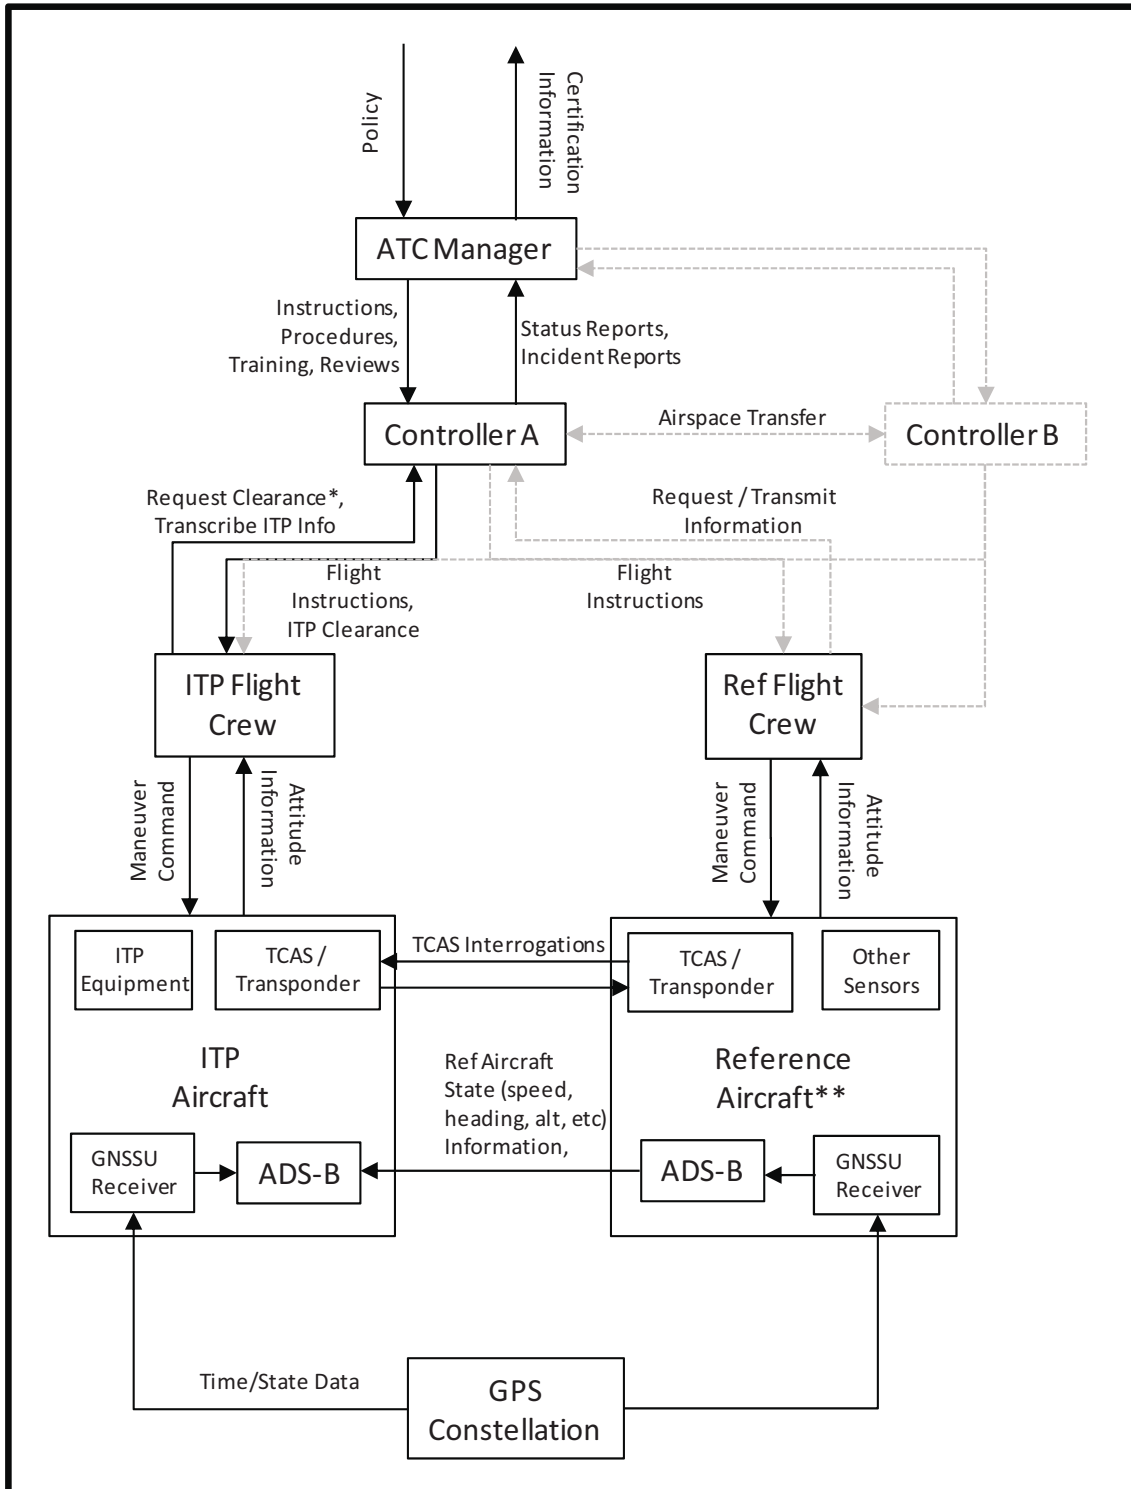 Policy
Certification
Information
ATC Manager
Instructions,
Procedures,
Training, Reviews
Status Reports,
Incident Reports
Controller A
Airspace Transfer
Controller B
Request Clearance*,
Transcribe ITP Info
Request / Transmit
Information
Flight
Instructions,
ITP Clearance
Flight
Instructions
ITP Flight
Crew
Ref Flight
Crew
Maneuver
Command
Attitude
Information
Maneuver
Command
Attitude
Information
ITP
Equipment
TCAS /
Transponder
TCAS Interrogations
TCAS /
Transponder
Other
Sensors
ITP
Aircraft
Ref Aircraft
State (speed,
heading, alt, etc)
Information,
Reference
Aircraft**
GNSSU
Receiver
ADS-B
ADS-B
GNSSU
Receiver
Time/State Data
GPS
Constellation